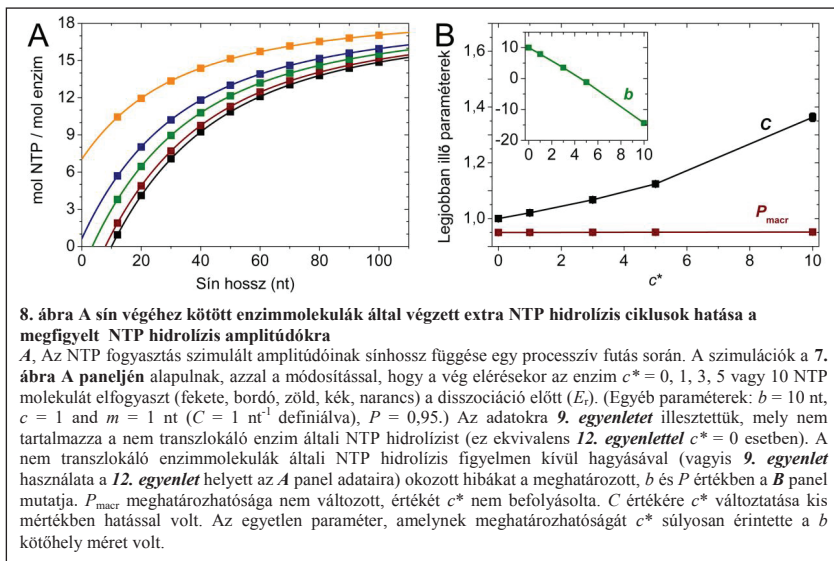 A
18
15
12
9
6
3
0
mol NTP / mol enzim
0 20 40 60 80 100
Sín hossz (nt)
B
1,6
1,4
1,2
1,0
Legjobban illő paraméterek
10
0
-10
-20
0 2 4 6 8 10
b
C
P macr
0 2 4 6 8 10
c*
8. ábra A sín végéhez kötött enzimmolekulák által végzett extra NTP hidrolízis ciklusok hatása a
megfigyelt NTP hidrolízis amplitúdókra
A, Az NTP fogyasztás szimulált amplitúdóinak sínhossz függése egy processzív futás során. A szimulációk a 7.
ábra A paneljén alapulnak, azzal a módosítással, hogy a vég elérésekor az enzim c* = 0, 1, 3, 5 vagy 10 NTP
molekulát elfogyaszt (fekete, bordó, zöld, kék, narancs) a disszociáció előtt (Er). (Egyéb paraméterek: b = 10 nt,
c = 1 and m = 1 nt (C = 1 nt-1 definiálva), P = 0,95.) Az adatokra 9. egyenletet illesztettük, mely nem
tartalmazza a nem transzlokáló enzim általi NTP hidrolízist (ez ekvivalens 12. egyenlettel c* = 0 esetben). A
nem transzlokáló enzimmolekulák általi NTP hidrolízis figyelmen kívül hagyásával (vagyis 9. egyenlet
használata a 12. egyenlet helyett az A panel adataira) okozott hibákat a meghatározott, b és P értékben a B panel
mutatja. Pmacr meghatározhatósága nem változott, értékét c* nem befolyásolta. C értékére c* változtatása kis
mértékben hatással volt. Az egyetlen paraméter, amelynek meghatározhatóságát c* súlyosan érintette a b
kötőhely méret volt.